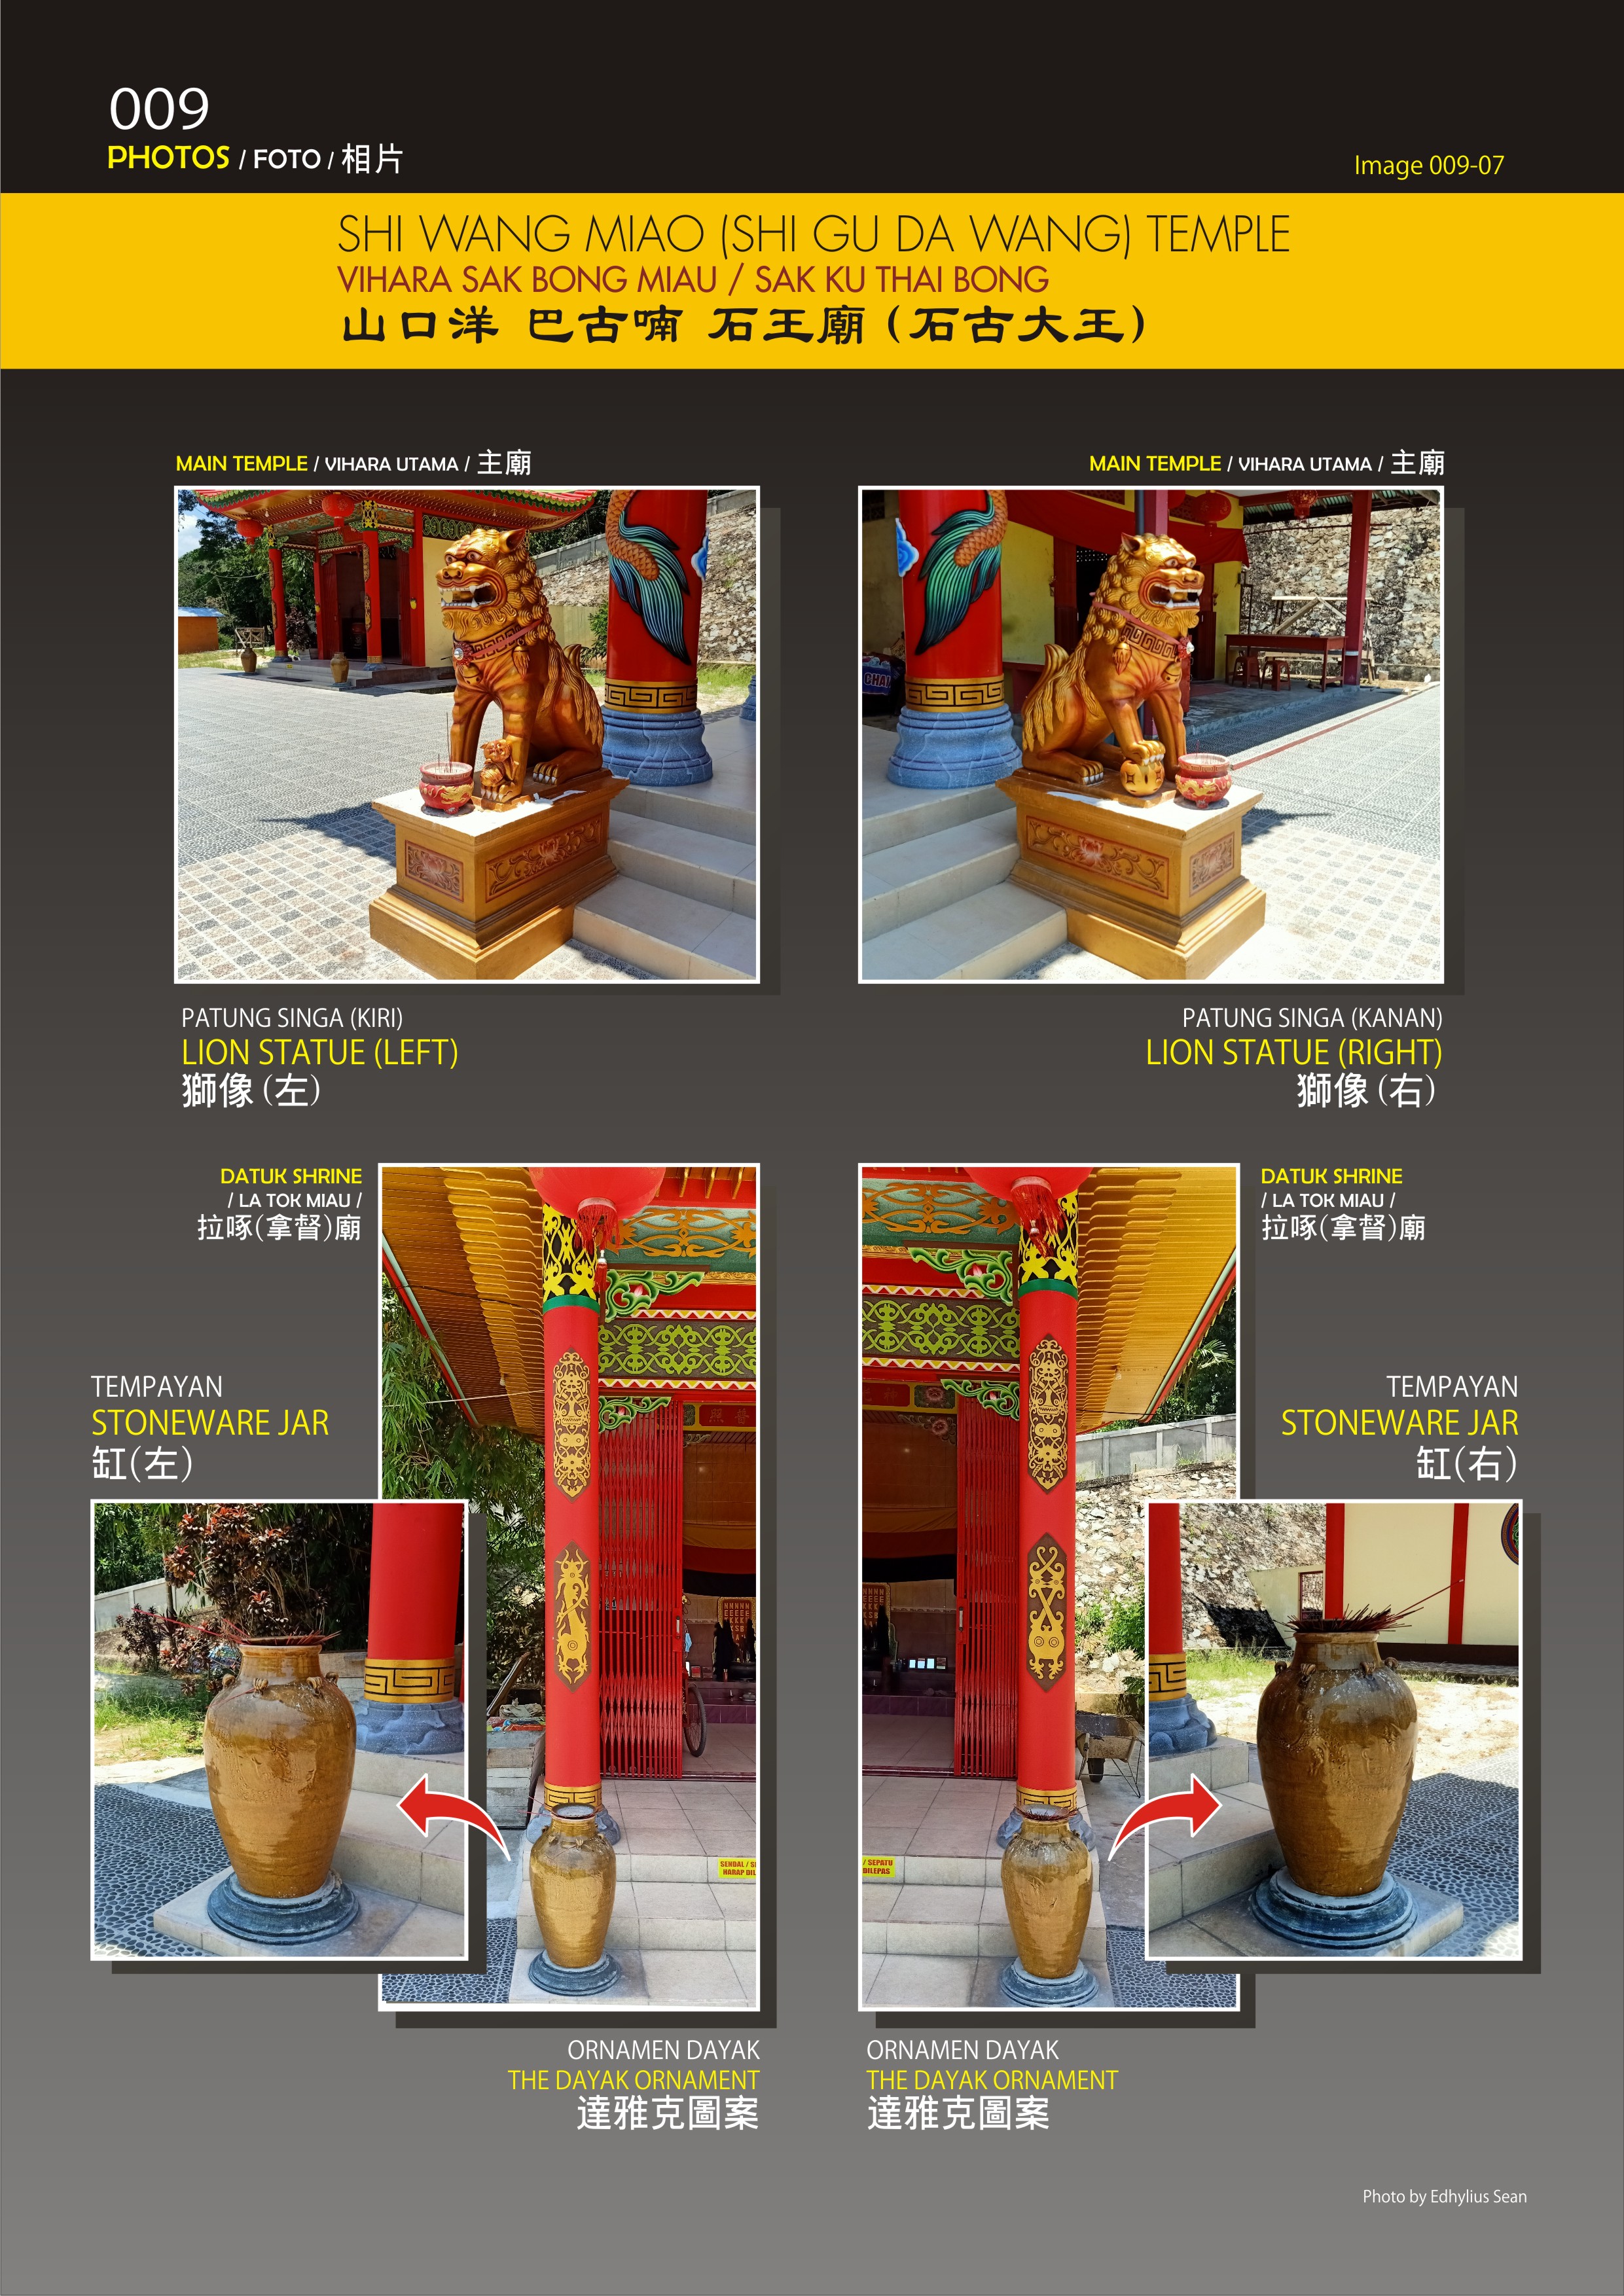 009
PHOTOS / FOTO / 相片
Image 009-07
SHI WANG MIAO (SHI GU DA WANG) TEMPLE
VIHARA SAK BONG MIAU / SAK KU THAI BONG
山口洋 巴古喃 石王廟 (石古大王)
MAIN TEMPLE / VIHARA UTAMA / 主廟
MAIN TEMPLE / VIHARA UTAMA / 主廟
CHAI
PATUNG SINGA (KIRI)
LION STATUE (LEFT)
獅像 (左)
PATUNG SINGA (KANAN)
LION STATUE (RIGHT)
獅像 (右)
DATUK SHRINE
/ LA TOK MIAU /
拉啄(拿督)廟
DATUK SHRINE
/ LA TOK MIAU /
拉啄(拿督)廟
TEMPAYAN
STONEWARE JAR
缸(左)
TEMPAYAN
STONEWARE JAR
缸(右)
SENDAL / S
HARAP DIL
/ SEPATU
DILEPAS
ORNAMEN DAYAK
THE DAYAK ORNAMENT
達雅克圖案
ORNAMEN DAYAK
THE DAYAK ORNAMENT
達雅克圖案
Photo by Edhylius Sean